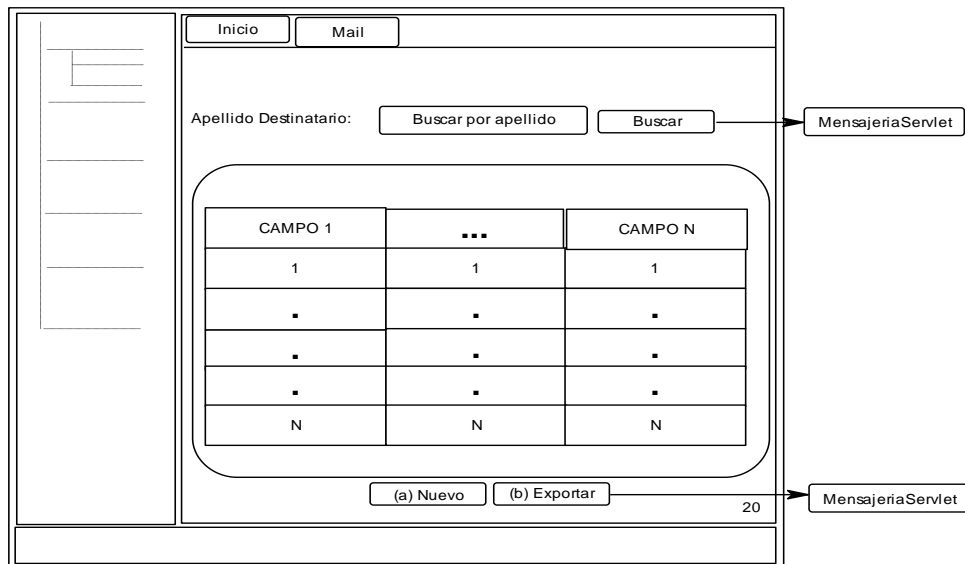 Inicio Mail
Apellido Destinatario: Buscar por apellido Buscar MensajeriaServlet
CAMPO 1 ... CAMPO N
1 1 1
. . .
. . .
. . .
N N N
(a) Nuevo (b) Exportar MensajeriaServlet
20